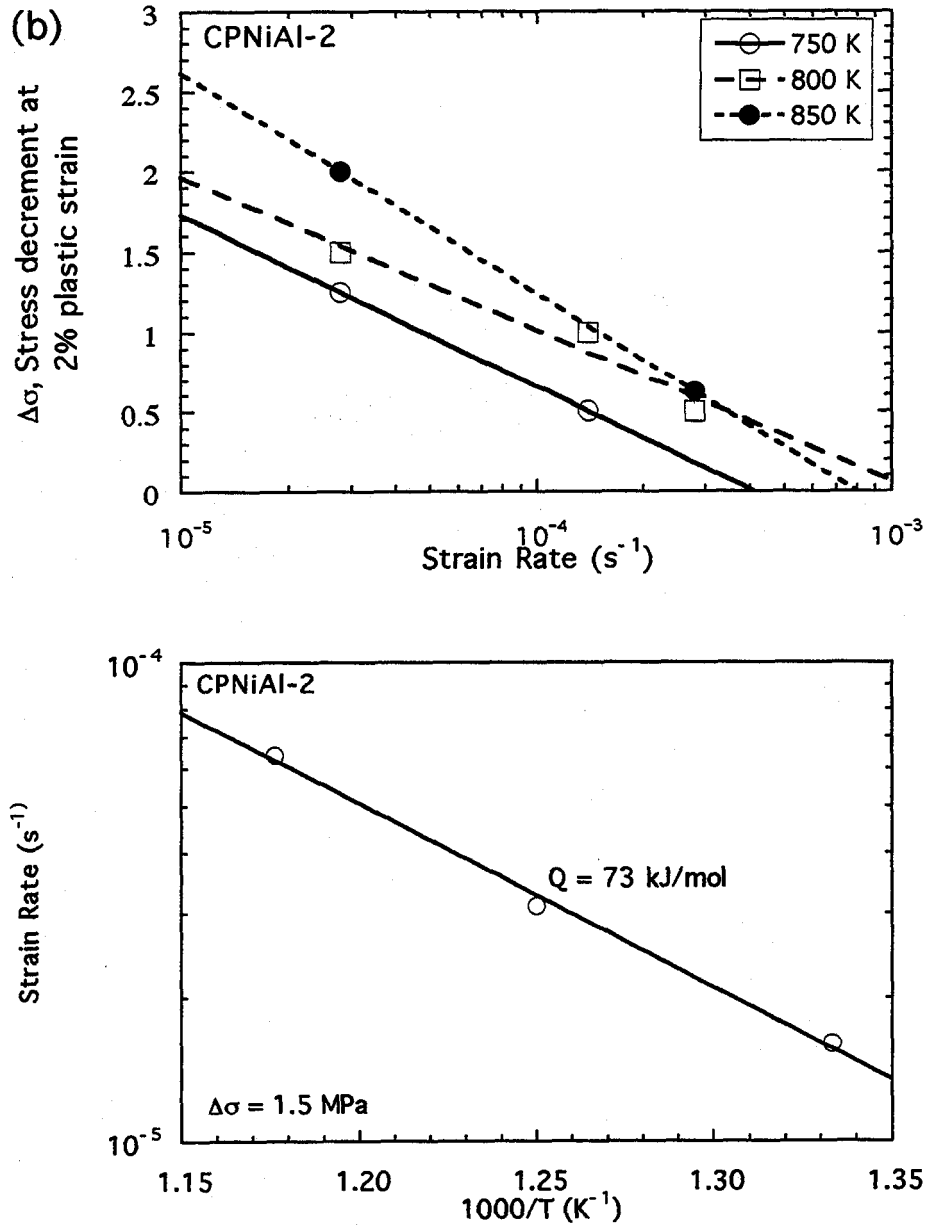 (b)
CPNiAl-2
750 K
800 K
850 K
Δσ, Stress decrement at
2% plastic strain
3
2.5
2
1.5
1
0.5
0
10⁻⁵
10⁻⁴
10⁻³
Strain Rate (s⁻¹)
10⁻⁴
CPNiAl-2
Strain Rate (s⁻¹)
Q = 73 kJ/mol
Δσ = 1.5 MPa
10⁻⁵
1.15
1.20
1.25
1.30
1.35
1000/T (K⁻¹)